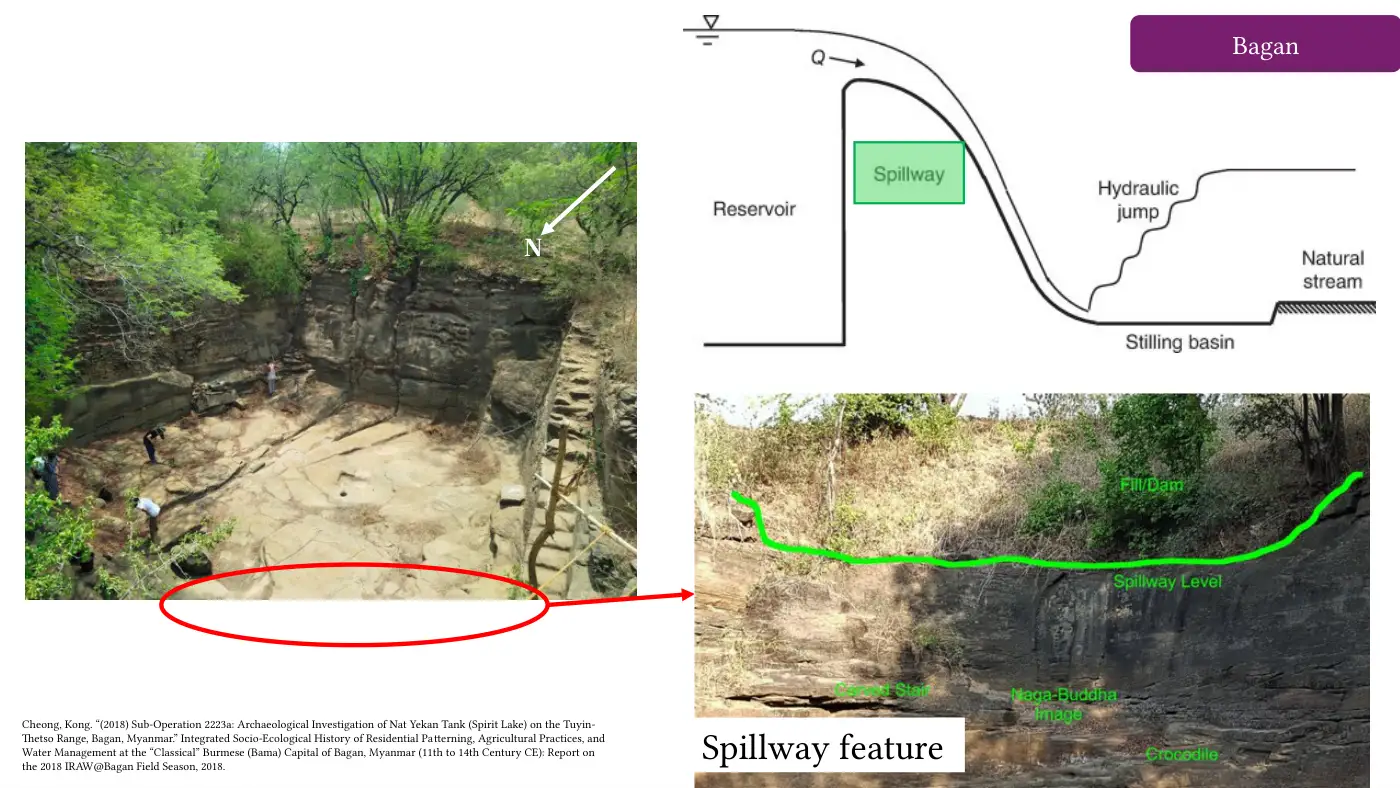 Bagan
Q
Spillway
Reservoir
Hydraulic
jump
Natural
stream
Stilling basin
N
Fill/Dam
Spillway Level
Carved Stair
Naga-Buddha
Image
Crocodile
Spillway feature
Cheong, Kong. “(2018) Sub-Operation 2223a: Archaeological Investigation of Nat Yekan Tank (Spirit Lake) on the Tuyin-
Thetso Range, Bagan, Myanmar.” Integrated Socio-Ecological History of Residential Patterning, Agricultural Practices, and
Water Management at the “Classical” Burmese (Bama) Capital of Bagan, Myanmar (11th to 14th Century CE): Report on
the 2018 IRAW@Bagan Field Season, 2018.